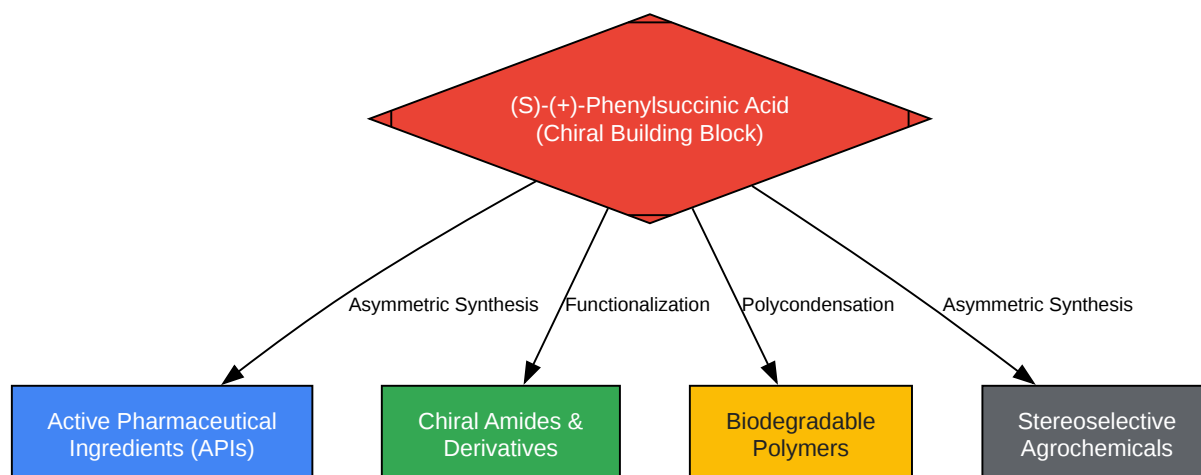 (S)-(+)-Phenylsuccinic Acid
(Chiral Building Block)
Asymmetric Synthesis
Functionalization
Polycondensation
Asymmetric Synthesis
Active Pharmaceutical
Ingredients (APIs)
Chiral Amides &
Derivatives
Biodegradable
Polymers
Stereoselective
Agrochemicals